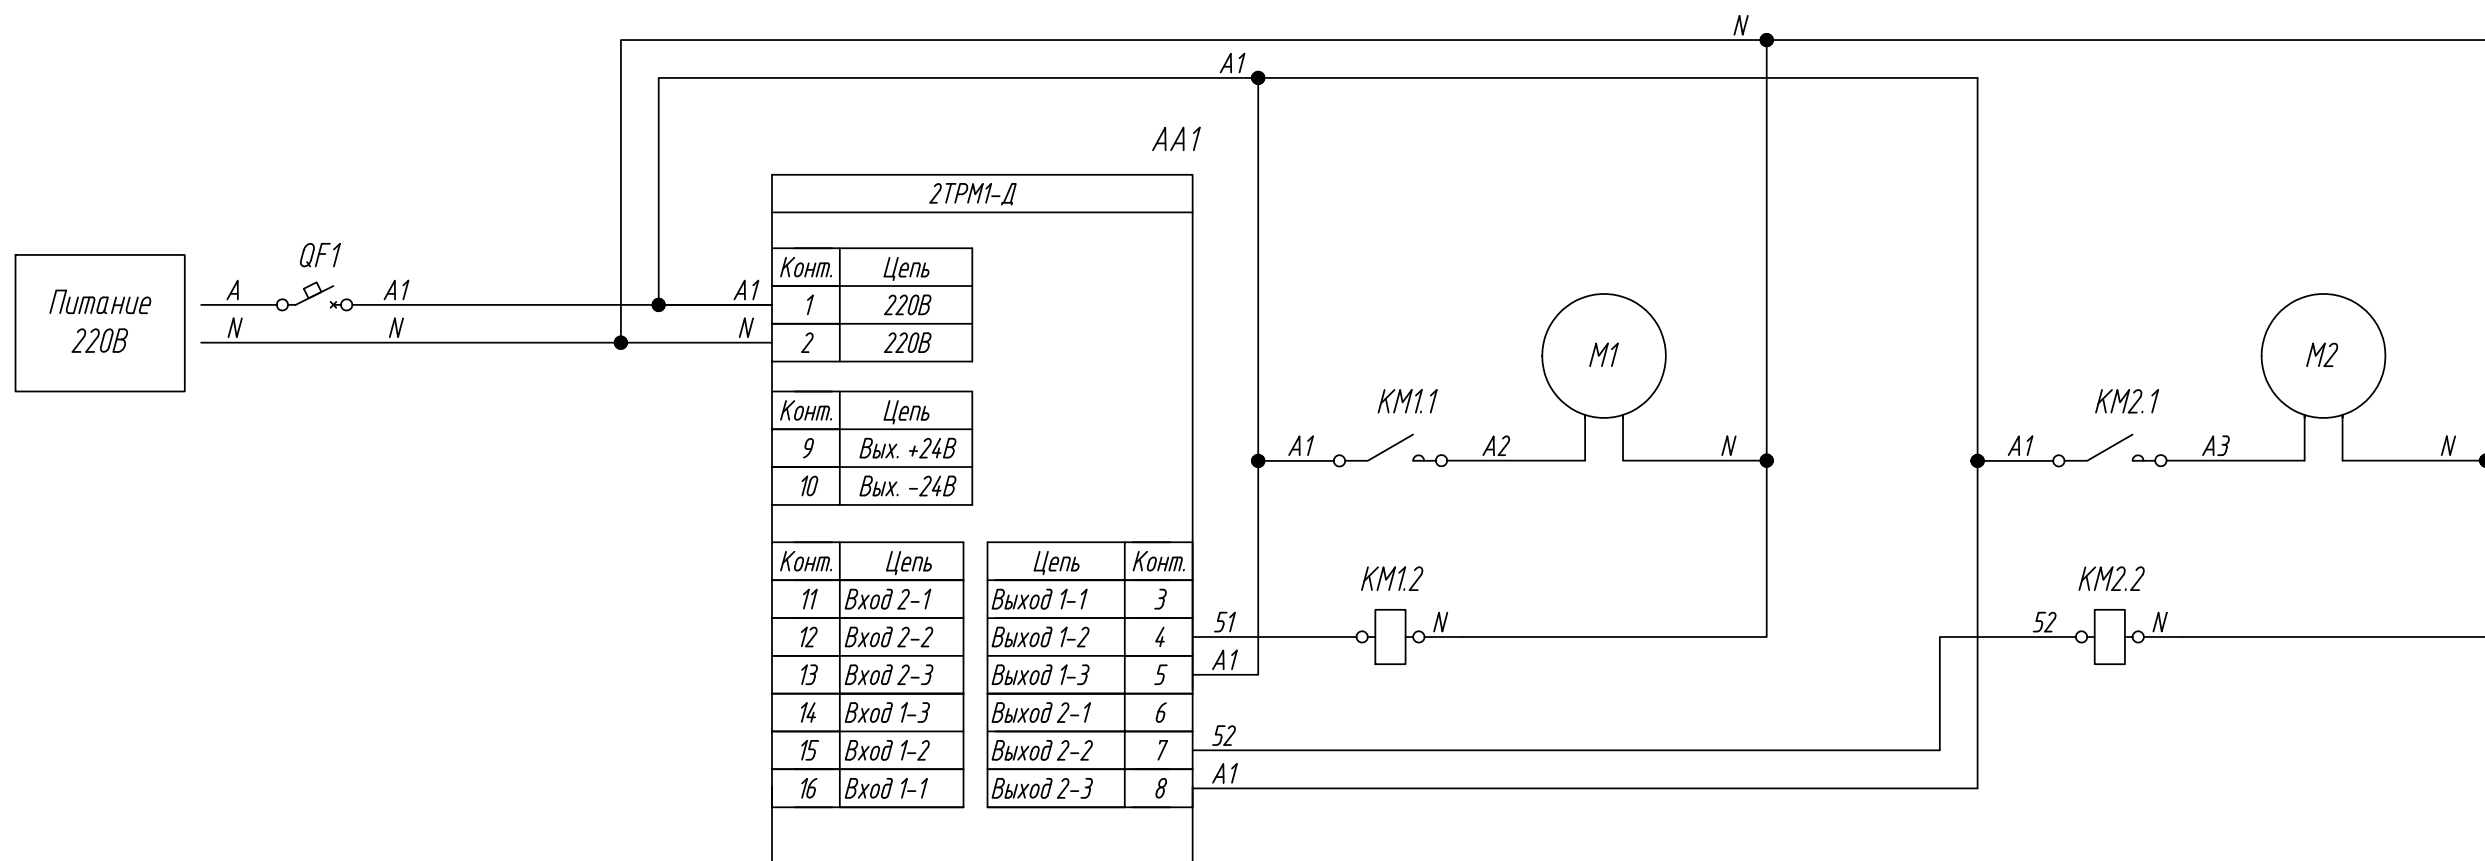 N
A1
AA1
2ТРМ1-Д
QF1
Питание
220В
A
A1
A1
N
N
N
Конт. Цепь
1 220В
2 220В
Конт. Цепь
9 Вых. +24В
10 Вых. -24В
M1
M2
KM1.1
KM2.1
A1
A2
N
A1
A3
N
Конт. Цепь Цепь Конт.
11 Вход 2-1 Выход 1-1 3
12 Вход 2-2 Выход 1-2 4
13 Вход 2-3 Выход 1-3 5
14 Вход 1-3 Выход 2-1 6
15 Вход 1-2 Выход 2-2 7
16 Вход 1-1 Выход 2-3 8
KM1.2
KM2.2
51
N
52
N
A1
52
A1